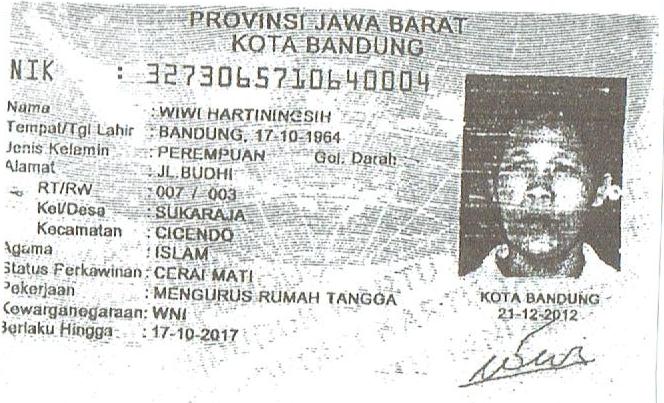 PROVINSI JAWA BARAT
KOTA BANDUNG
NIK : 3273065710640004
Nama : WIWI HARTININGSIH
Tempat/Tgl Lahir : BANDUNG, 17-10-1964
Jenis Kelamin : PEREMPUAN Gol. Darah :
Alamat : JL.BUDHI
RT/RW : 007 / 003
Kel/Desa : SUKARAJA
Kecamatan : CICENDO
Agama : ISLAM
Status Perkawinan : CERAI MATI
Pekerjaan : MENGURUS RUMAH TANGGA
Kewarganegaraan: WNI
Berlaku Hingga : 17-10-2017
KOTA BANDUNG
21-12-2012